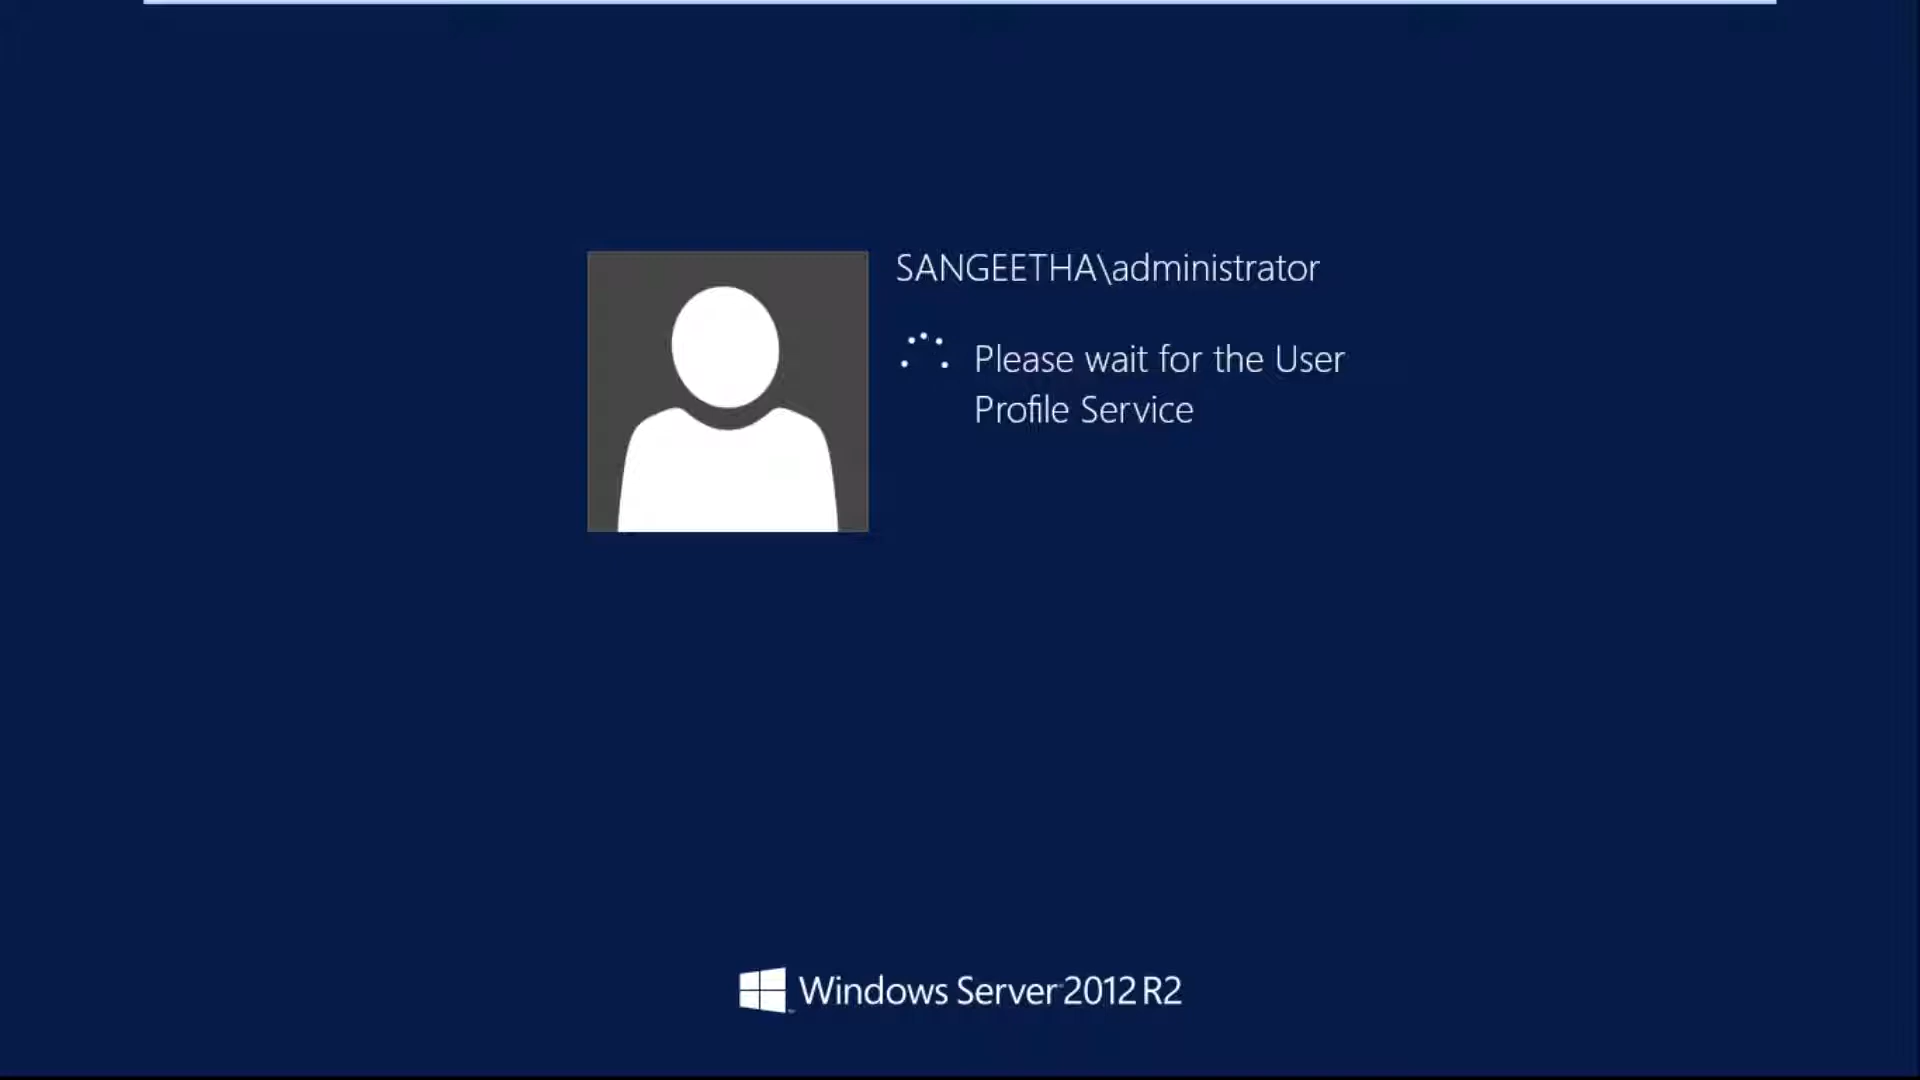 SANGEETHA\administrator
Please wait for the User
Profile Service
Windows Server 2012 R2